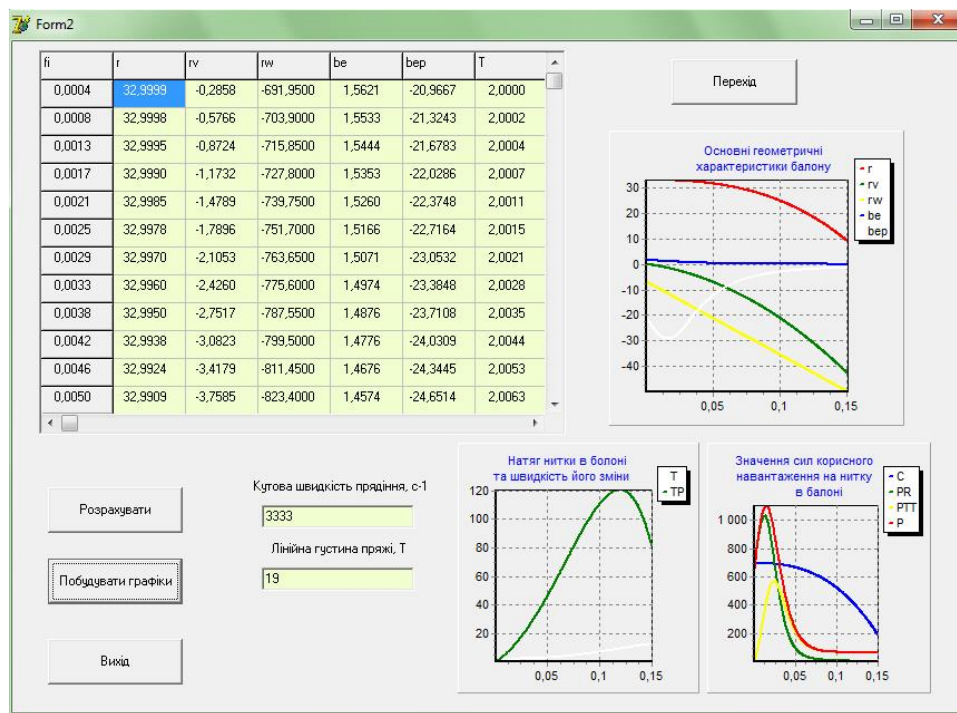 Form2
fi r rv rw be bep T
0,0004 32,9999 -0,2858 -691,9500 1,5621 -20,9667 2,0000
0,0008 32,9998 -0,5766 -703,9000 1,5533 -21,3243 2,0002
0,0013 32,9995 -0,8724 -715,8500 1,5444 -21,6783 2,0004
0,0017 32,9990 -1,1732 -727,8000 1,5353 -22,0286 2,0007
0,0021 32,9985 -1,4789 -739,7500 1,5260 -22,3748 2,0011
0,0025 32,9978 -1,7896 -751,7000 1,5166 -22,7164 2,0015
0,0029 32,9970 -2,1053 -763,6500 1,5071 -23,0532 2,0021
0,0033 32,9960 -2,4260 -775,6000 1,4974 -23,3848 2,0028
0,0038 32,9950 -2,7517 -787,5500 1,4876 -23,7108 2,0035
0,0042 32,9938 -3,0823 -799,5000 1,4776 -24,0309 2,0044
0,0046 32,9924 -3,4179 -811,4500 1,4676 -24,3445 2,0053
0,0050 32,9909 -3,7585 -823,4000 1,4574 -24,6514 2,0063
Перехід
Основні геометричні
характеристики балону
r
rv
rw
be
bep
30
20
10
0
-10
-20
-30
-40
0,05 0,1 0,15
Розрахувати
Побудувати графіки
Вихід
Кутова швидкість прядіння, с-1
3333
Лінійна густина пряжі, Т
19
Натяг нитки в болоні
та швидкість його зміни
T
TP
120
100
80
60
40
20
0,05 0,1 0,15
Значення сил корисного
навантаження на нитку
в балоні
C
PR
PTT
P
1 000
800
600
400
200
0,05 0,1 0,15